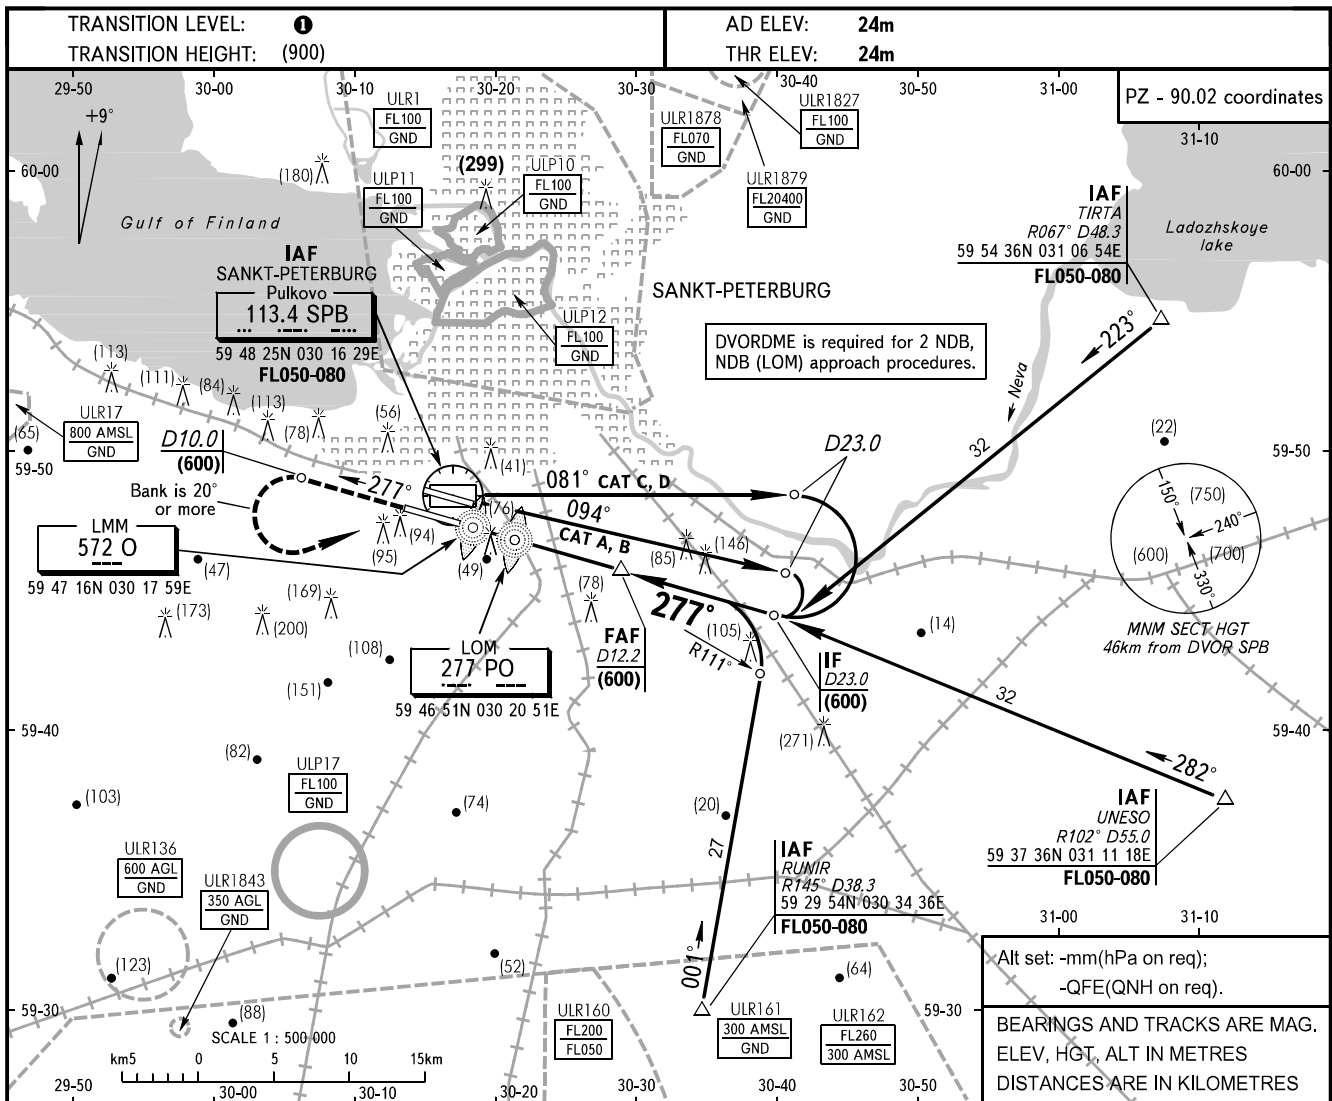 TRANSITION LEVEL: ❶
TRANSITION HEIGHT: (900)
AD ELEV: 24m
THR ELEV: 24m
29-50
30-00
30-10
30-20
30-30
30-40
30-50
31-00
PZ - 90.02 coordinates
31-10
+9°
60-00
60-00
(180)
Gulf of Finland
ULR1
FL100
GND
(299)
ULP10
FL100
GND
ULP11
FL100
GND
ULR1878
FL070
GND
ULR1827
FL100
GND
ULR1879
FL20400
GND
IAF
TIRTA
R067° D48.3
59 54 36N 031 06 54E
FL050-080
Ladozhskoye
lake
IAF
SANKT-PETERBURG
Pulkovo
113.4 SPB
59 48 25N 030 16 29E
FL050-080
SANKT-PETERBURG
ULP12
FL100
GND
DVORDME is required for 2 NDB,
NDB (LOM) approach procedures.
223°
Neva
32
(113)
(111)
(84)
(113)
(78)
(56)
(41)
(65)
59-50
59-50
ULR17
800 AMSL
GND
D10.0
(600)
277°
Bank is 20°
or more
LMM
572 O
59 47 16N 030 17 59E
(47)
(95)
(94)
(76)
(49)
081° CAT C, D
094°
CAT A, B
D23.0
(85)
(146)
(22)
150°
(750)
240°
(600)
(700)
330°
MNM SECT HGT
46km from DVOR SPB
(173)
(200)
(169)
(108)
(151)
(78)
277°
(105)
R111°
FAF
D12.2
(600)
IF
D23.0
(600)
(14)
LOM
277 PO
59 46 51N 030 20 51E
32
(271)
282°
59-40
59-40
(82)
(103)
ULP17
FL100
GND
(74)
(20)
27
IAF
UNESO
R102° D55.0
59 37 36N 031 11 18E
FL050-080
ULR136
600 AGL
GND
ULR1843
350 AGL
GND
IAF
RUNIR
R145° D38.3
59 29 54N 030 34 36E
FL050-080
001°
31-00
31-10
(123)
(52)
(64)
(88)
59-30
59-30
Alt set: -mm(hPa on req);
-QFE(QNH on req).
ULR160
FL200
FL050
ULR161
300 AMSL
GND
ULR162
FL260
300 AMSL
BEARINGS AND TRACKS ARE MAG.
ELEV, HGT, ALT IN METRES
DISTANCES ARE IN KILOMETRES
SCALE 1 : 500 000
km5 0 5 10 15km
29-50
30-00
30-10
30-20
30-30
30-40
30-50